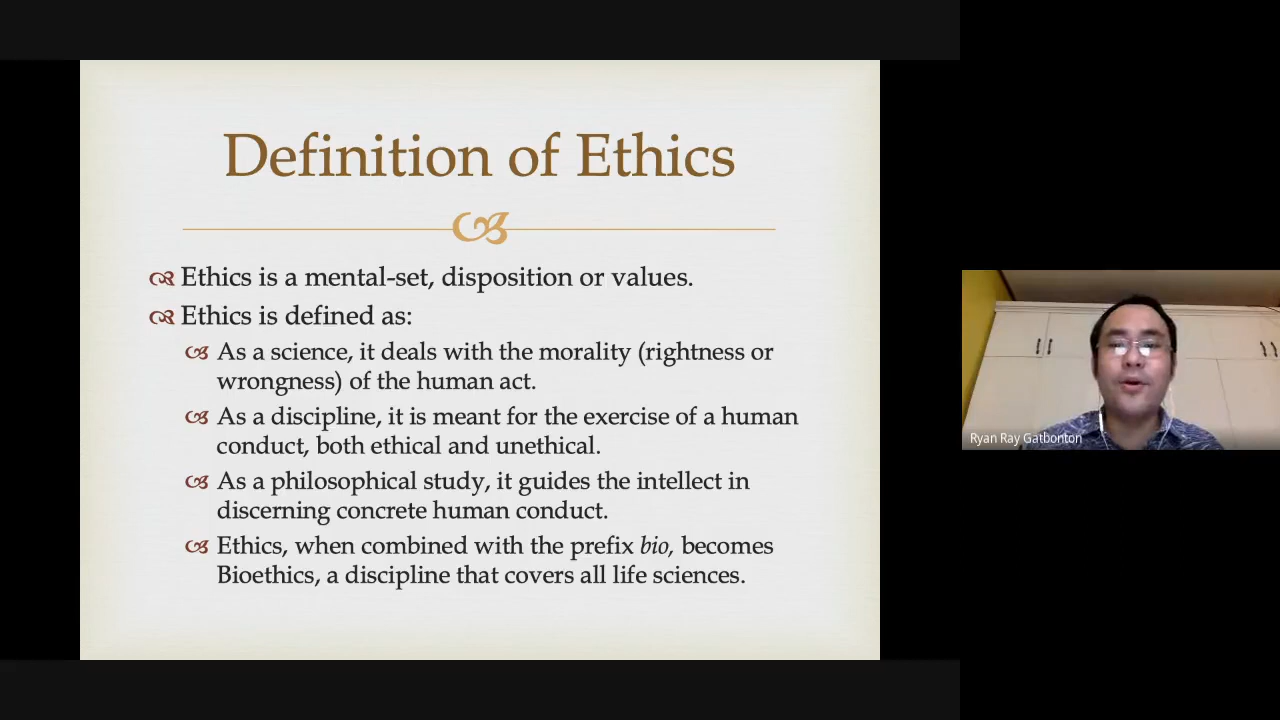 Definition of Ethics
Ethics is a mental-set, disposition or values.
Ethics is defined as:
As a science, it deals with the morality (rightness or
wrongness) of the human act.
As a discipline, it is meant for the exercise of a human
conduct, both ethical and unethical.
As a philosophical study, it guides the intellect in
discerning concrete human conduct.
Ethics, when combined with the prefix bio, becomes
Bioethics, a discipline that covers all life sciences.
Ryan Ray Gatbonton